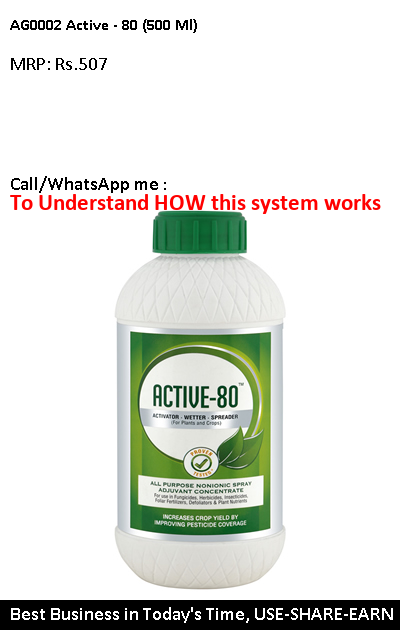 AG0002 Active - 80 (500 Ml)
MRP: Rs.507
Call/WhatsApp me :
To Understand HOW this system works
ACTIVE-80™
ACTIVATOR - WETTER - SPREADER
(For Plants and Crops)
PROVEN
ALL PURPOSE NONIONIC SPRAY
ADJUVANT CONCENTRATE
For use in Fungicides, Herbicides, Insecticides,
Foliar Fertilizers, Defoliators & Plant Nutrients
INCREASES CROP YIELD BY
IMPROVING PESTICIDE COVERAGE
Best Business in Today's Time, USE-SHARE-EARN